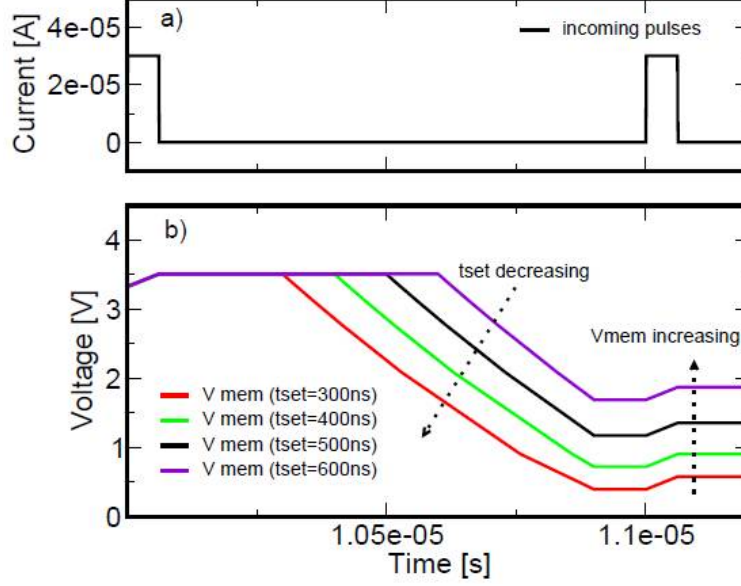 a)
incoming pulses
Current [A]
4e-05
2e-05
0
b)
tset decreasing
Vmem increasing
Voltage [V]
4
3
2
1
0
V mem (tset=300ns)
V mem (tset=400ns)
V mem (tset=500ns)
V mem (tset=600ns)
1.05e-05
1.1e-05
Time [s]